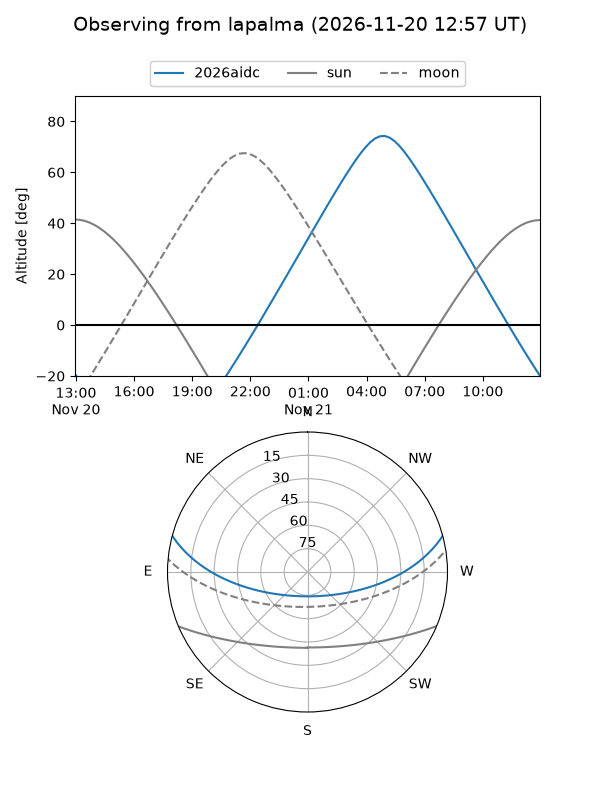 Observing from lapalma (2026-11-20 12:57 UT)
2026aidc sun moon
Altitude [deg]
80
60
40
20
0
−20
13:00 16:00 19:00 22:00 01:00 04:00 07:00 10:00
Nov 20 Nov 21
N
NE NW
15
30
45
60
75
E W
SE SW
S